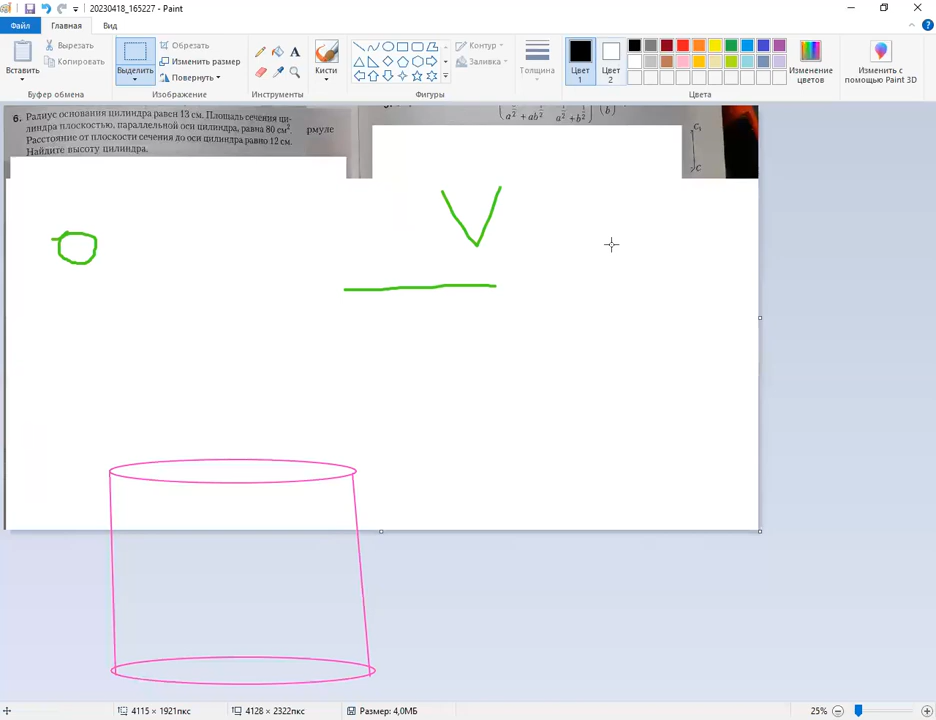 20230418_165227 - Paint
Файл
Главная
Вид
Вставить
Вырезать
Копировать
Буфер обмена
Выделить
Обрезать
Изменить размер
Повернуть
Изображение
A
Инструменты
Кисти
Контур
Заливка
Фигуры
Толщина
Цвет 1
Цвет 2
Изменение цветов
Цвета
Изменить с помощью Paint 3D
6. Радиус основания цилиндра равен 13 см. Площадь сечения ци-
линдра плоскостью, параллельной оси цилиндра, равна 80 см².
Расстояние от плоскости сечения до оси цилиндра равно 12 см.
Найдите высоту цилиндра.
рмуле
C₁
C
V
4115 × 1921пкс
4128 × 2322пкс
Размер: 4,0МБ
25%